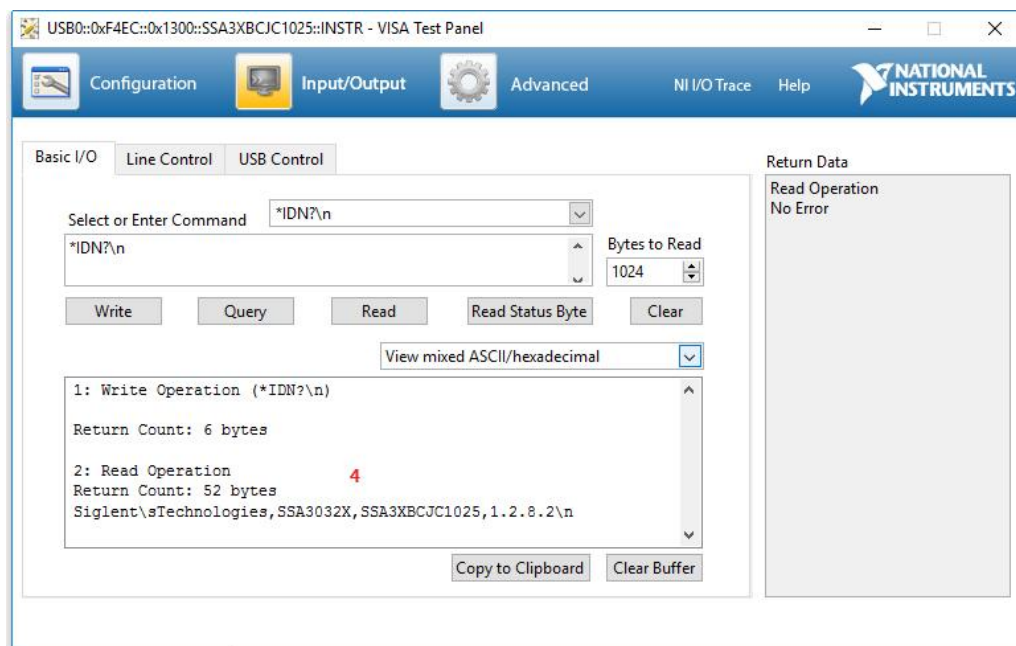 USB0::0xF4EC::0x1300::SSA3XBCJC1025::INSTR - VISA Test Panel
Configuration
Input/Output
Advanced
NI I/O Trace
Help
NATIONAL
INSTRUMENTS
Basic I/O
Line Control
USB Control
Select or Enter Command
*IDN?\n
*IDN?\n
Bytes to Read
1024
Write
Query
Read
Read Status Byte
Clear
View mixed ASCII/hexadecimal
1: Write Operation (*IDN?\n)
Return Count: 6 bytes
2: Read Operation
4
Return Count: 52 bytes
Siglent\sTechnologies,SSA3032X,SSA3XBCJC1025,1.2.8.2\n
Copy to Clipboard
Clear Buffer
Return Data
Read Operation
No Error